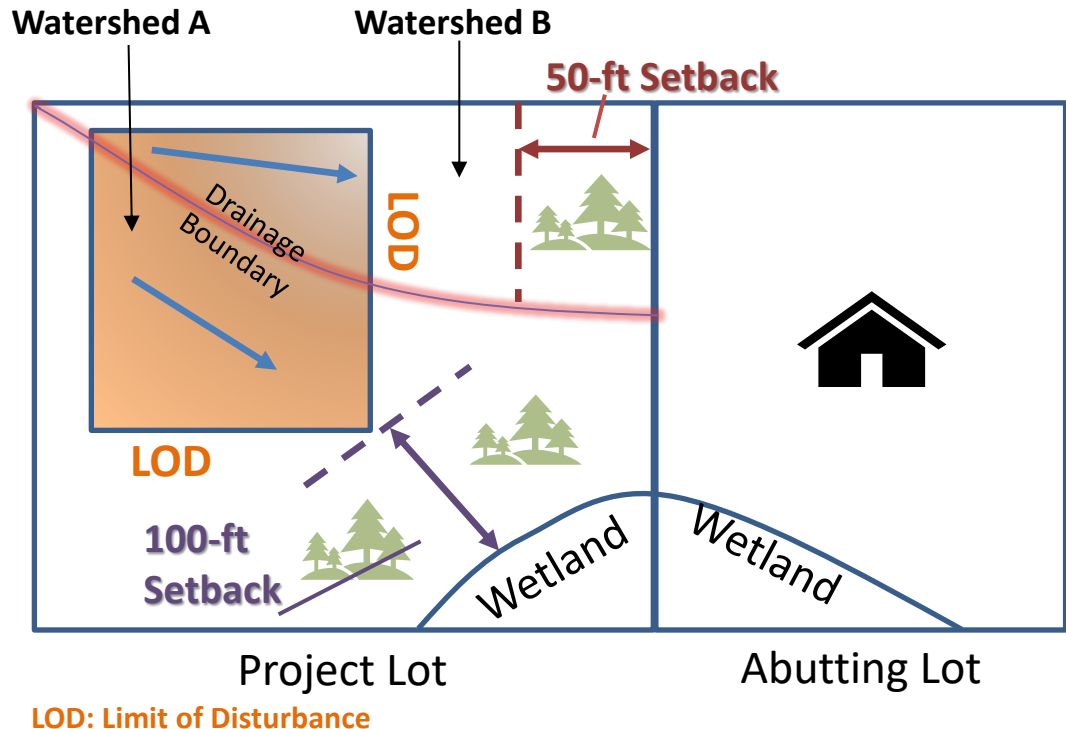 Watershed A
Watershed B
50-ft Setback
Drainage
Boundary
LOD
LOD
100-ft
Setback
Wetland
Wetland
Project Lot
Abutting Lot
LOD: Limit of Disturbance